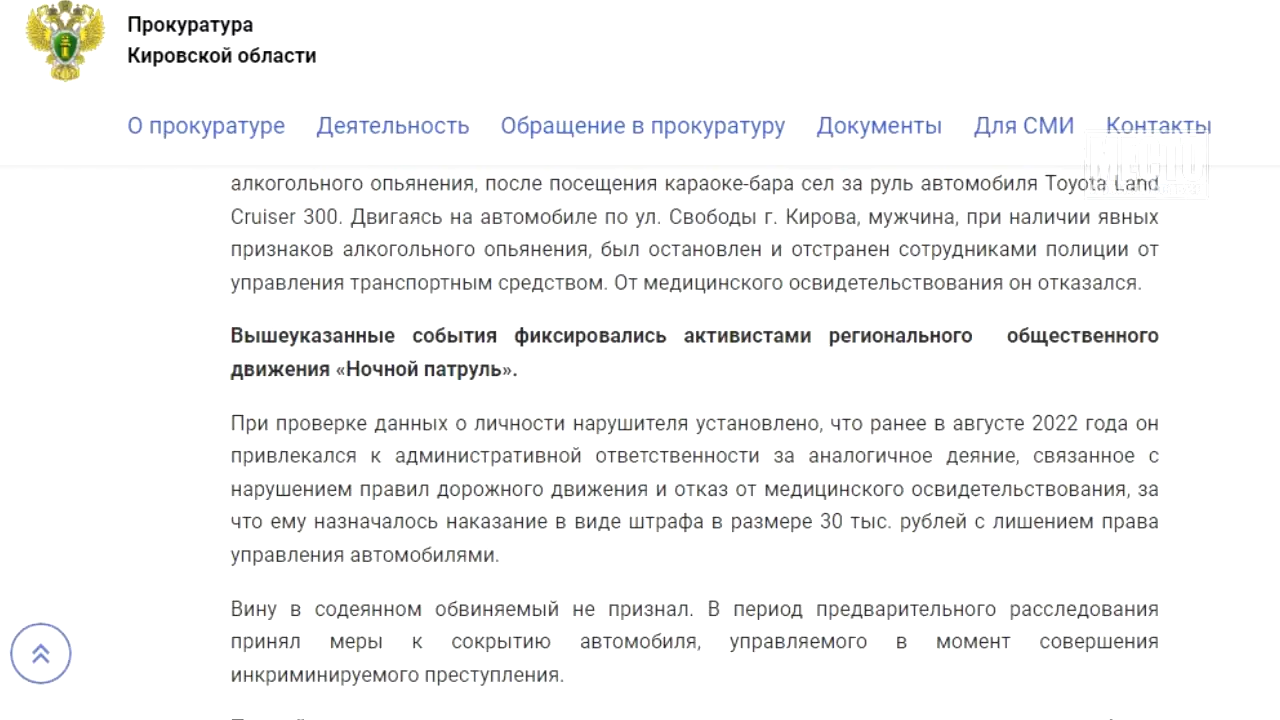 Прокуратура
Кировской области
О прокуратуре Деятельность Обращение в прокуратуру Документы Для СМИ Контакты
алкогольного опьянения, после посещения караоке-бара сел за руль автомобиля Toyota Land
Cruiser 300. Двигаясь на автомобиле по ул. Свободы г. Кирова, мужчина, при наличии явных
признаков алкогольного опьянения, был остановлен и отстранен сотрудниками полиции от
управления транспортным средством. От медицинского освидетельствования он отказался.
Вышеуказанные события фиксировались активистами регионального общественного
движения «Ночной патруль».
При проверке данных о личности нарушителя установлено, что ранее в августе 2022 года он
привлекался к административной ответственности за аналогичное деяние, связанное с
нарушением правил дорожного движения и отказ от медицинского освидетельствования, за
что ему назначалось наказание в виде штрафа в размере 30 тыс. рублей с лишением права
управления автомобилями.
Вину в содеянном обвиняемый не признал. В период предварительного расследования
принял меры к сокрытию автомобиля, управляемого в момент совершения
инкриминируемого преступления.